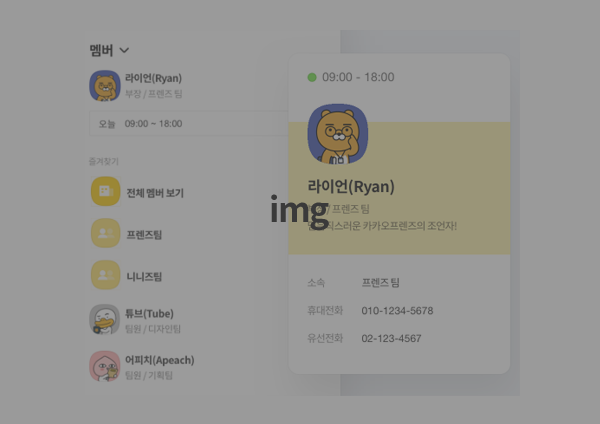 멤버
라이언(Ryan)
부장 / 프렌즈 팀
오늘 09:00 ~ 18:00
즐겨찾기
전체 멤버 보기
프렌즈팀
니니즈팀
튜브(Tube)
팀원 / 디자인팀
어피치(Apeach)
팀원 / 기획팀
09:00 - 18:00
라이언(Ryan)
/ 프렌즈 팀
카카오프렌즈의 조언자!
img
소속 프렌즈 팀
휴대전화 010-1234-5678
유선전화 02-123-4567